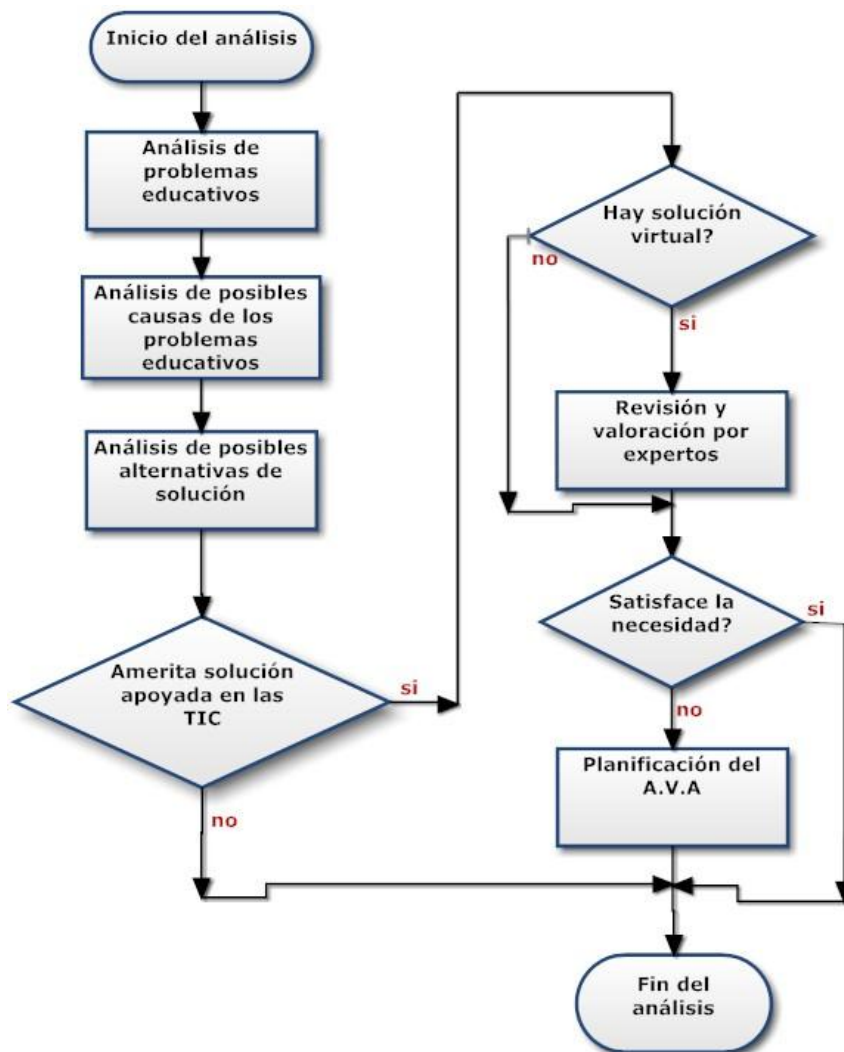 Inicio del análisis
Análisis de
problemas
educativos
Análisis de posibles
causas de los
problemas
educativos
Análisis de posibles
alternativas de
solución
Amerita solución
apoyada en las
TIC
si
no
Hay solución
virtual?
no
si
Revisión y
valoración por
expertos
Satisface la
necesidad?
si
no
Planificación del
A.V.A
Fin del
análisis